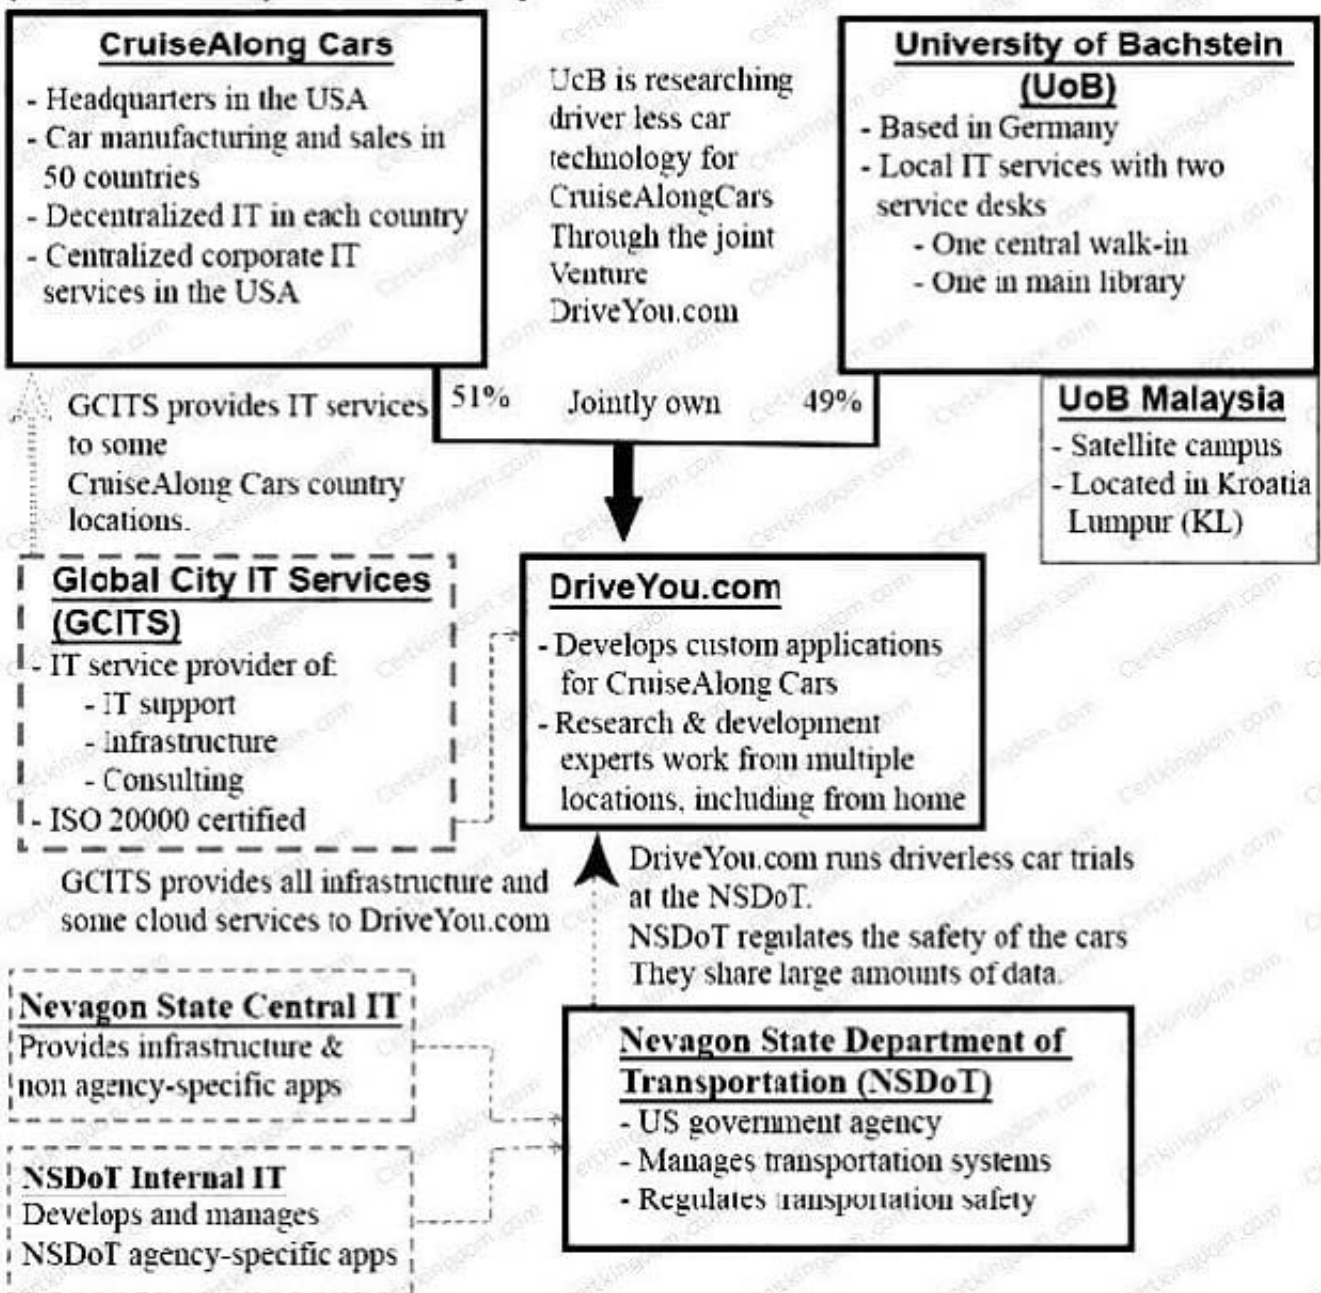 CruiseAlong Cars
- Headquarters in the USA
- Car manufacturing and sales in
50 countries
- Decentralized IT in each country
- Centralized corporate IT
services in the USA
UcB is researching
driver less car
technology for
CruiseAlongCars
Through the joint
Venture
DriveYou.com
University of Bachstein
(UoB)
- Based in Germany
- Local IT services with two
service desks
- One central walk-in
- One in main library
UoB Malaysia
- Satellite campus
- Located in Kroatia
Lumpur (KL)
51% Jointly own 49%
GCITS provides IT services
to some
CruiseAlong Cars country
locations.
Global City IT Services
(GCITS)
- IT service provider of:
- IT support
- Infrastructure
- Consulting
- ISO 20000 certified
DriveYou.com
- Develops custom applications
for CruiseAlong Cars
- Research & development
experts work from multiple
locations, including from home
GCITS provides all infrastructure and
some cloud services to DriveYou.com
DriveYou.com runs driverless car trials
at the NSDoT.
NSDoT regulates the safety of the cars
They share large amounts of data.
Nevagon State Central IT
Provides infrastructure &
non agency-specific apps
NSDoT Internal IT
Develops and manages
NSDoT agency-specific apps
Nevagon State Department of
Transportation (NSDoT)
- US government agency
- Manages transportation systems
- Regulates transportation safety